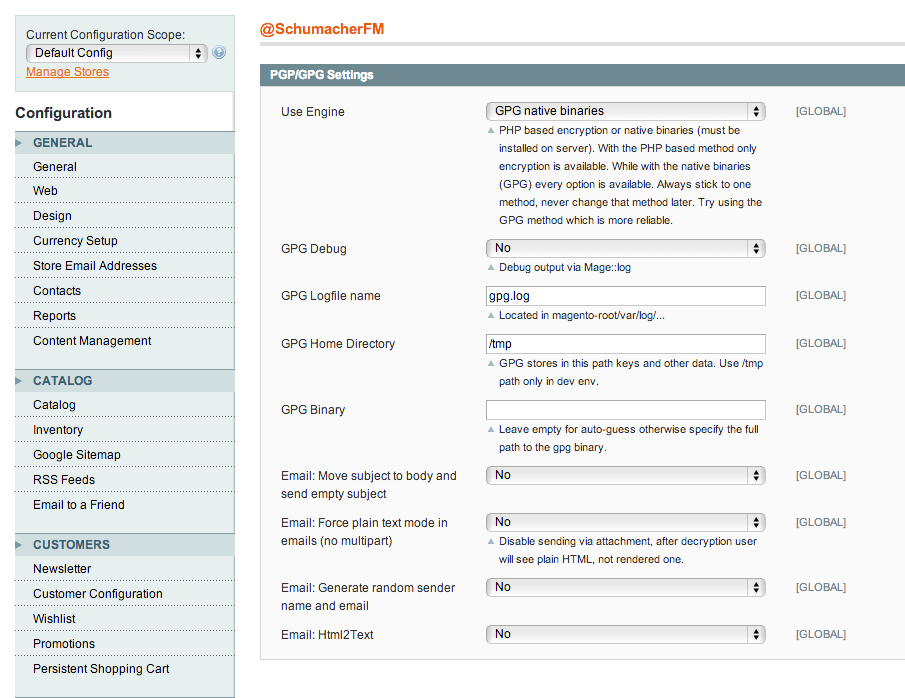 Current Configuration Scope:
Default Config
Manage Stores
Configuration
GENERAL
General
Web
Design
Currency Setup
Store Email Addresses
Contacts
Reports
Content Management
CATALOG
Catalog
Inventory
Google Sitemap
RSS Feeds
Email to a Friend
CUSTOMERS
Newsletter
Customer Configuration
Wishlist
Promotions
Persistent Shopping Cart
@SchumacherFM
PGP/GPG Settings
Use Engine
GPG native binaries
[GLOBAL]
PHP based encryption or native binaries (must be
installed on server). With the PHP based method only
encryption is available. While with the native binaries
(GPG) every option is available. Always stick to one
method, never change that method later. Try using the
GPG method which is more reliable.
GPG Debug
No
[GLOBAL]
Debug output via Mage::log
GPG Logfile name
gpg.log
[GLOBAL]
Located in magento-root/var/log/...
GPG Home Directory
/tmp
[GLOBAL]
GPG stores in this path keys and other data. Use /tmp
path only in dev env.
GPG Binary
[GLOBAL]
Leave empty for auto-guess otherwise specify the full
path to the gpg binary.
Email: Move subject to body and
send empty subject
No
[GLOBAL]
Email: Force plain text mode in
emails (no multipart)
No
[GLOBAL]
Disable sending via attachment, after decryption user
will see plain HTML, not rendered one.
Email: Generate random sender
name and email
No
[GLOBAL]
Email: Html2Text
No
[GLOBAL]